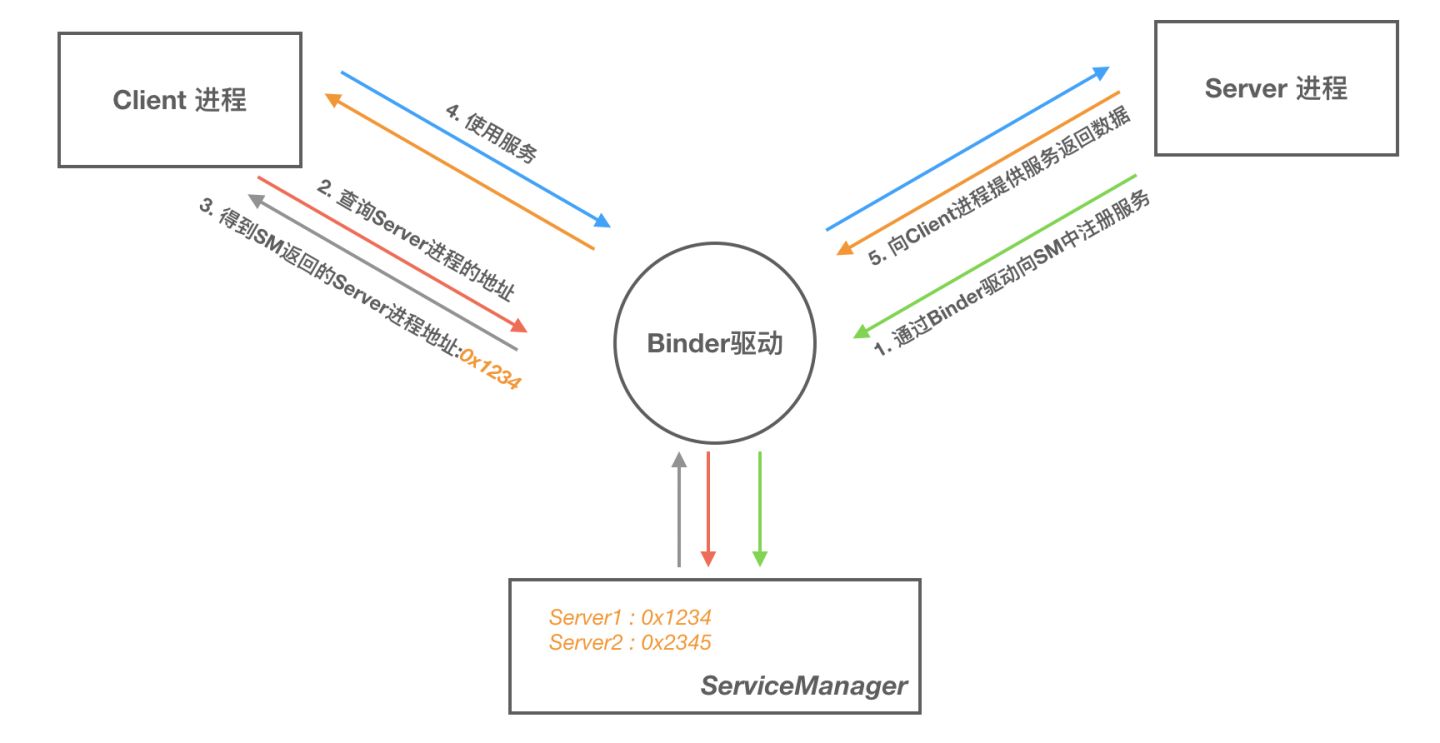 Client 进程
Server 进程
4. 使用服务
2. 查询Server进程的地址
3. 得到SM返回的Server进程地址:0x1234
5. 向Client进程提供服务返回数据
1. 通过Binder驱动向SM中注册服务
Binder驱动
Server1 : 0x1234
Server2 : 0x2345
ServiceManager